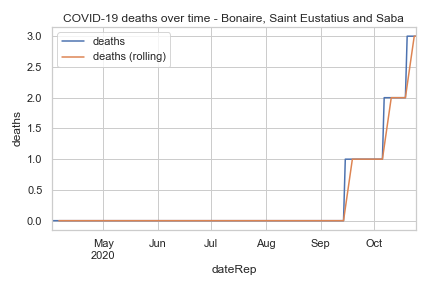 COVID-19 deaths over time - Bonaire, Saint Eustatius and Saba
deaths
deaths (rolling)
3.0
2.5
2.0
1.5
1.0
0.5
0.0
deaths
May
2020
Jun
Jul
Aug
Sep
Oct
dateRep